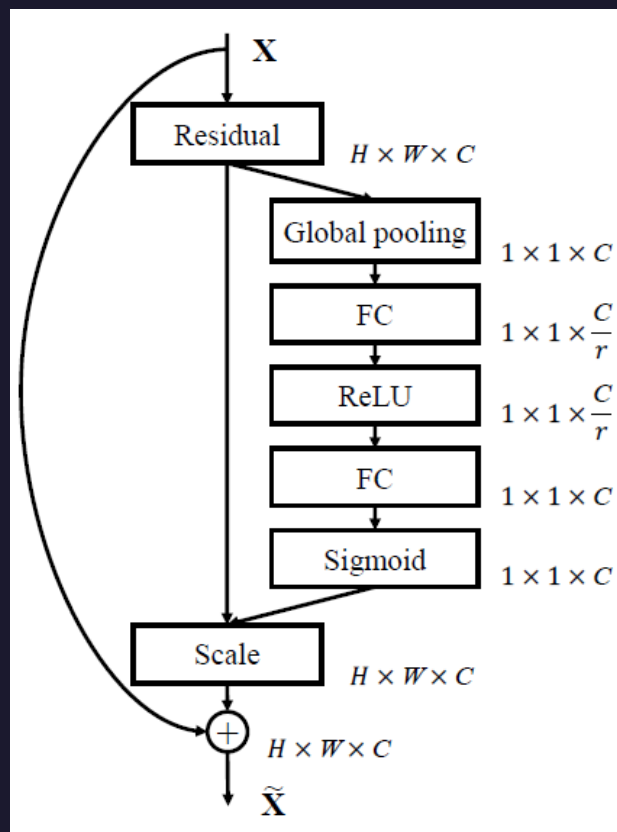 X
Residual
H × W × C
Global pooling
1 × 1 × C
FC
1 × 1 × C/r
ReLU
1 × 1 × C/r
FC
1 × 1 × C
Sigmoid
1 × 1 × C
Scale
H × W × C
+
H × W × C
X̃